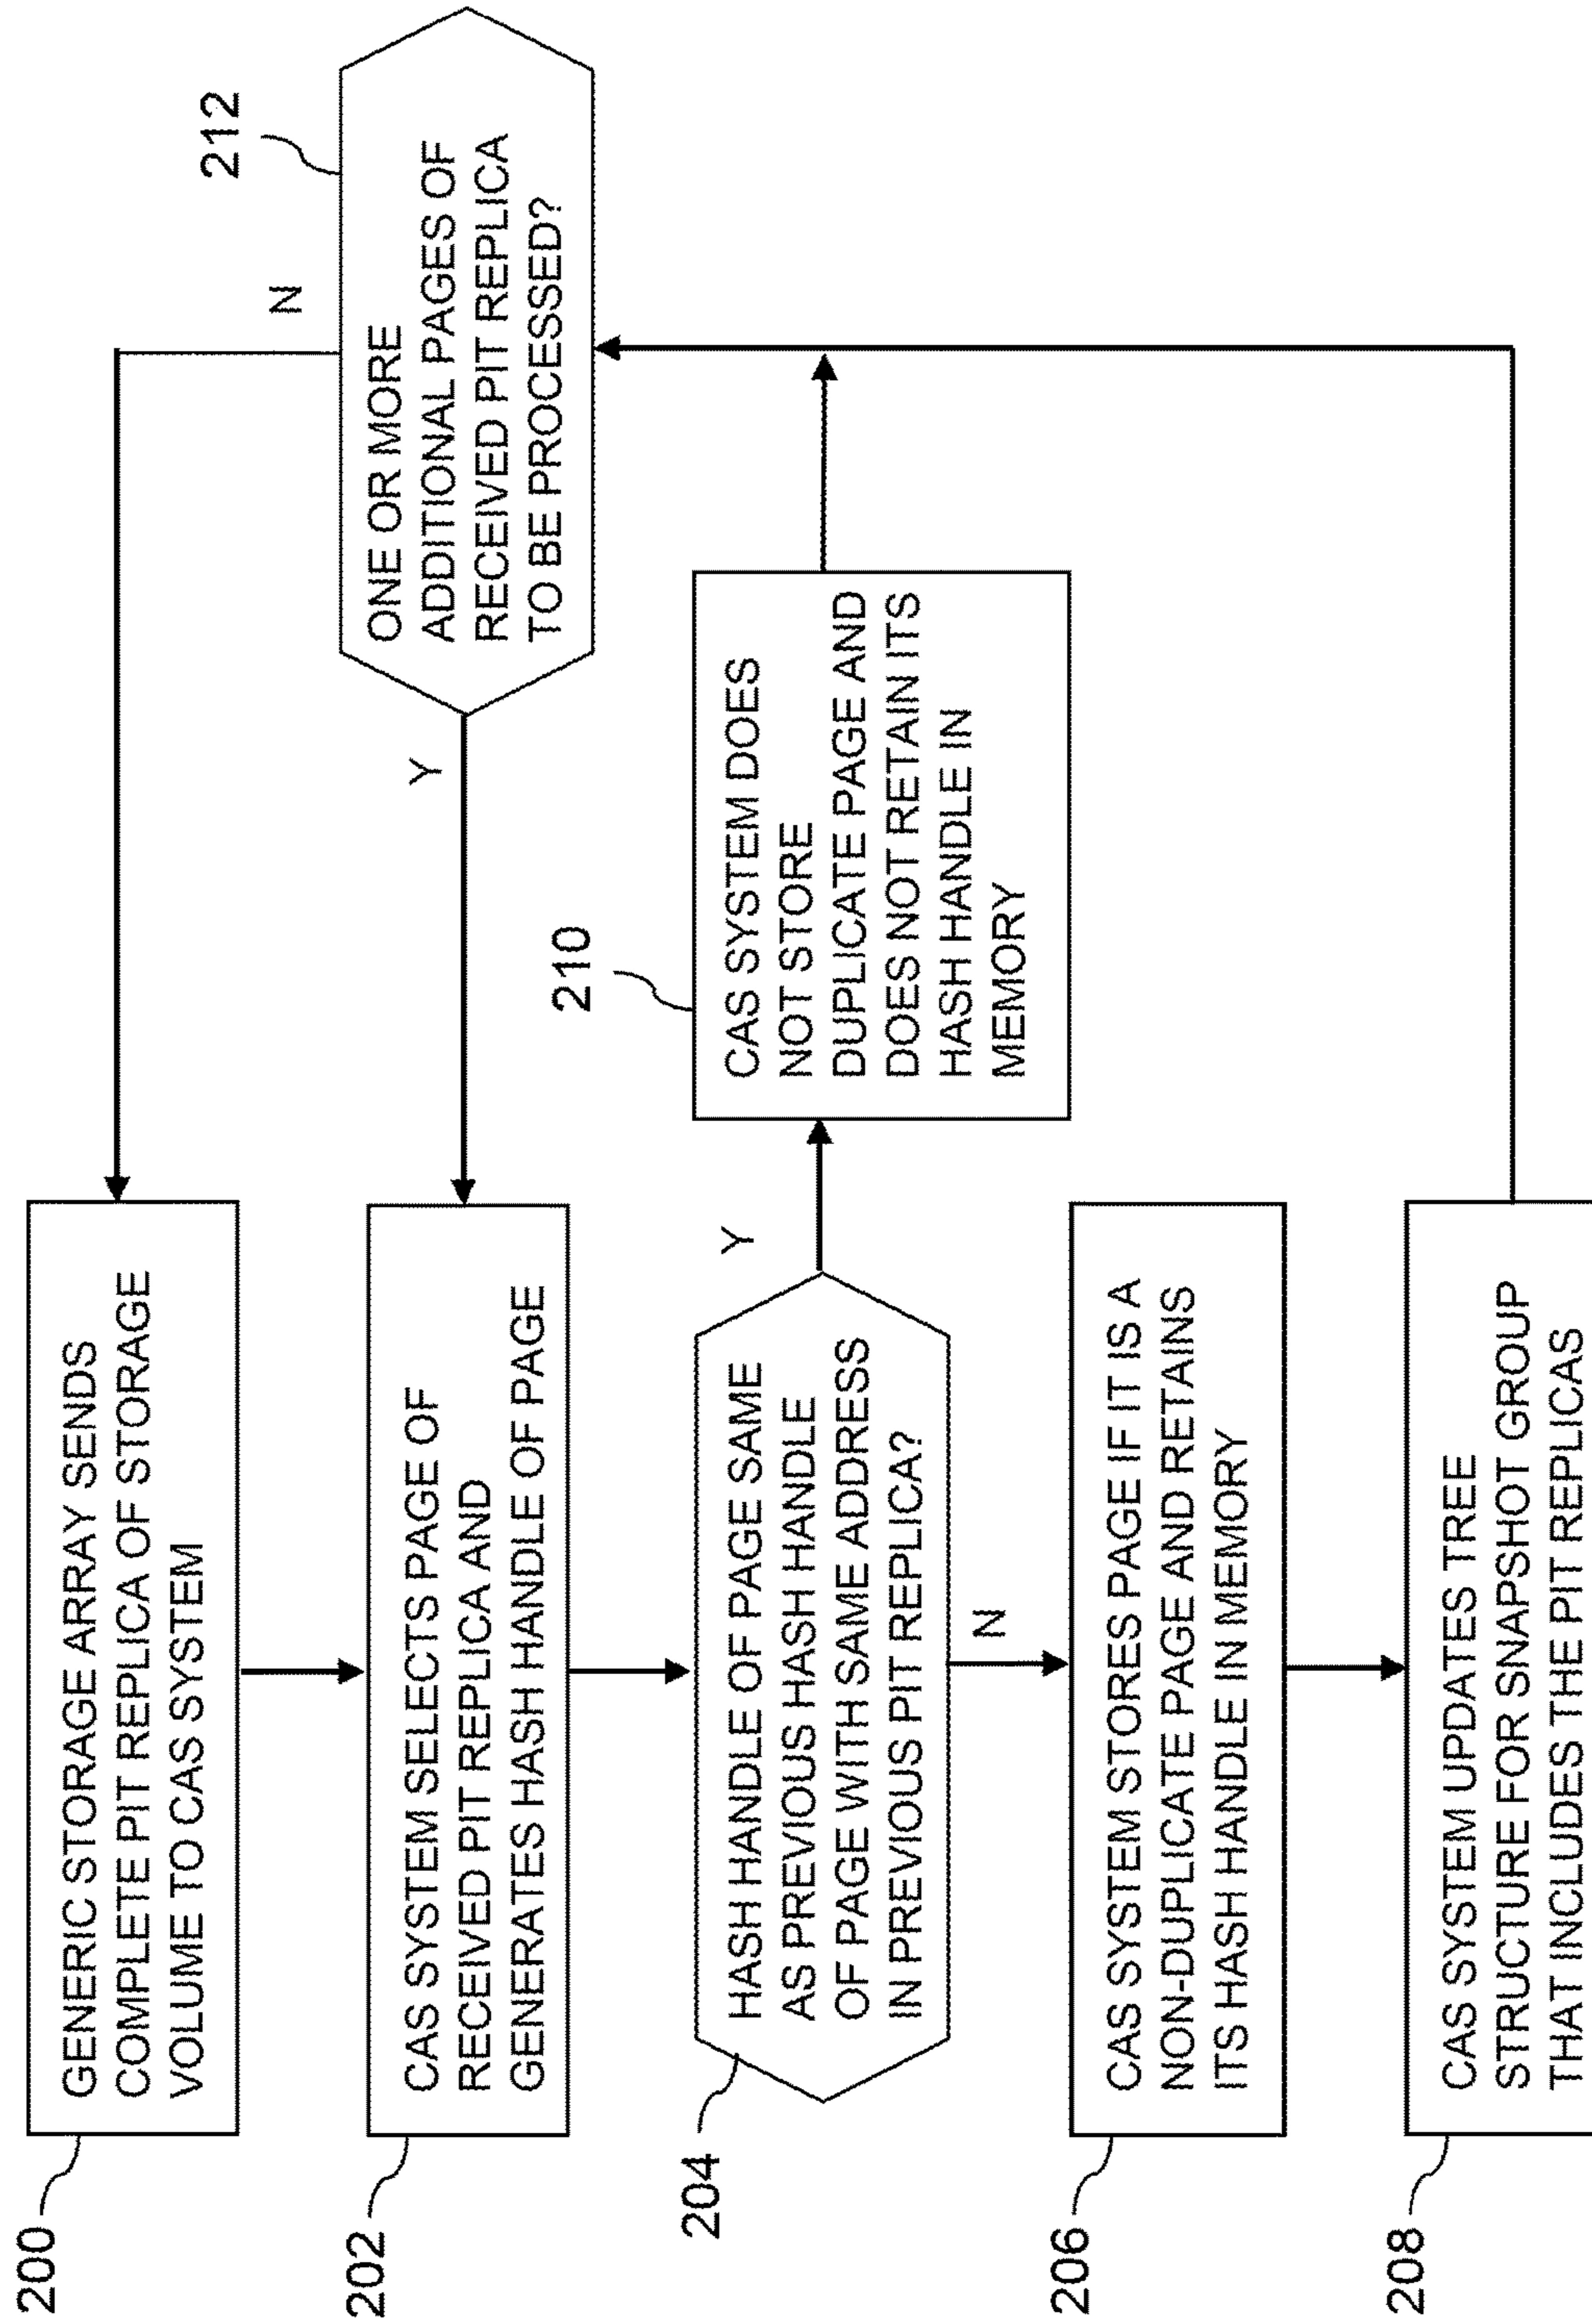 200
GENERIC STORAGE ARRAY SENDS
COMPLETE PIT REPLICA OF STORAGE
VOLUME TO CAS SYSTEM
202
CAS SYSTEM SELECTS PAGE OF
RECEIVED PIT REPLICA AND
GENERATES HASH HANDLE OF PAGE
204
HASH HANDLE OF PAGE SAME
AS PREVIOUS HASH HANDLE
OF PAGE WITH SAME ADDRESS
IN PREVIOUS PIT REPLICA?
Y
N
206
CAS SYSTEM STORES PAGE IF IT IS A
NON-DUPLICATE PAGE AND RETAINS
ITS HASH HANDLE IN MEMORY
208
CAS SYSTEM UPDATES TREE
STRUCTURE FOR SNAPSHOT GROUP
THAT INCLUDES THE PIT REPLICAS
210
CAS SYSTEM DOES
NOT STORE
DUPLICATE PAGE AND
DOES NOT RETAIN ITS
HASH HANDLE IN
MEMORY
212
ONE OR MORE
ADDITIONAL PAGES OF
RECEIVED PIT REPLICA
TO BE PROCESSED?
N
Y